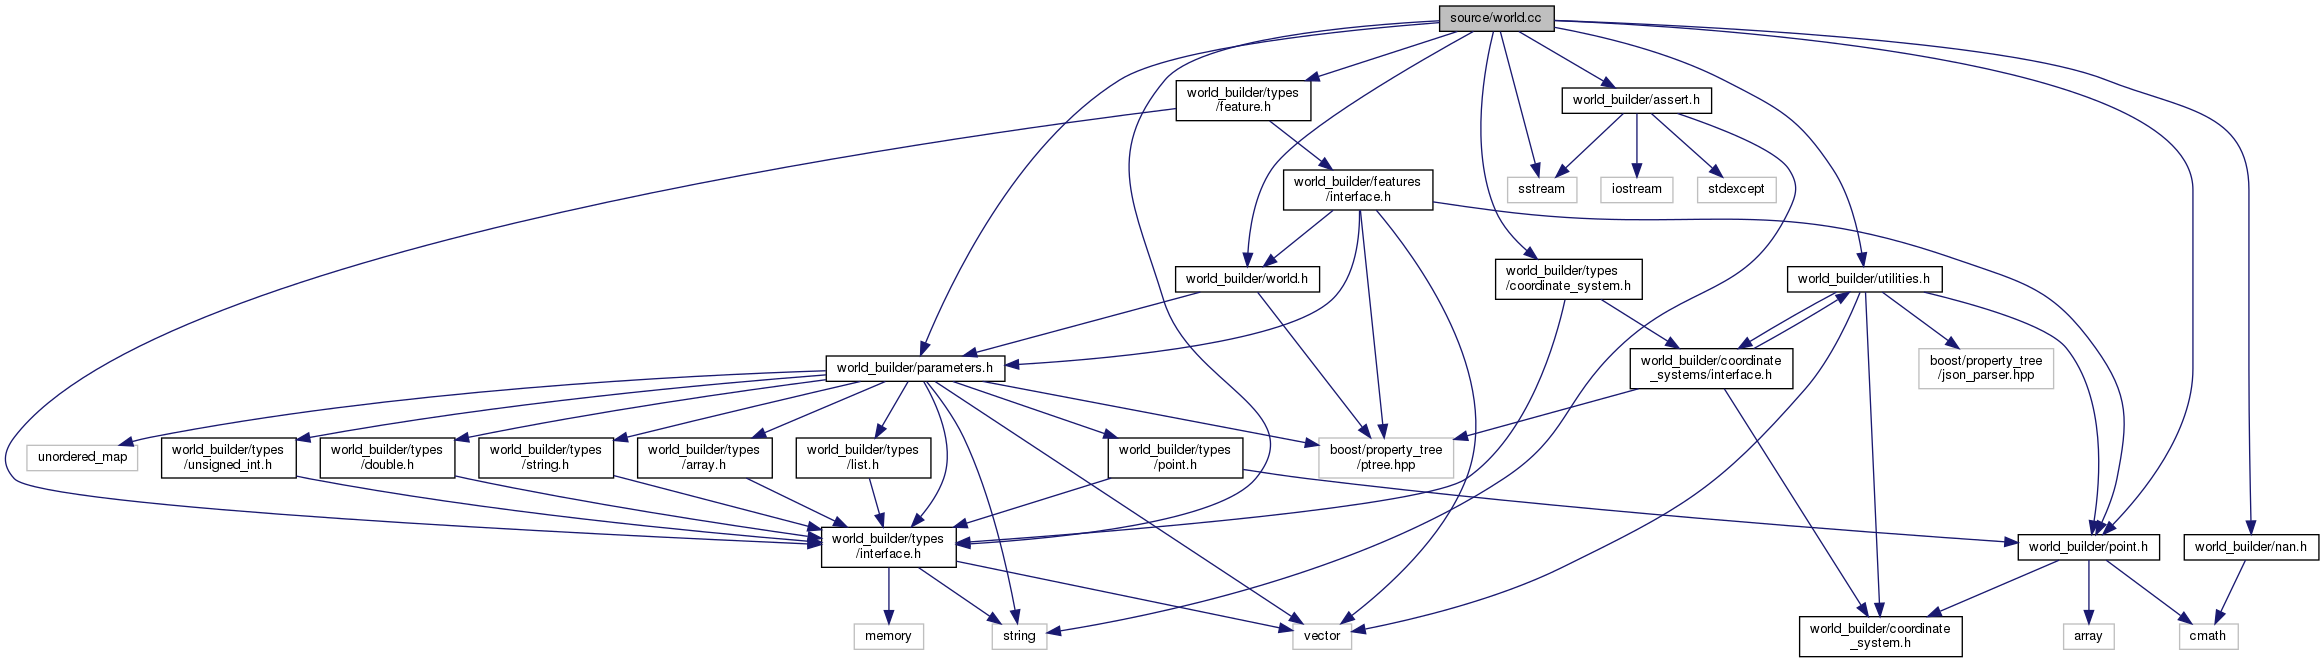 source/world.cc
world_builder/types
/feature.h
world_builder/assert.h
world_builder/features
/interface.h
sstream
iostream
stdexcept
world_builder/world.h
world_builder/types
/coordinate_system.h
world_builder/utilities.h
world_builder/parameters.h
world_builder/coordinate
_systems/interface.h
boost/property_tree
/json_parser.hpp
unordered_map
world_builder/types
/unsigned_int.h
world_builder/types
/double.h
world_builder/types
/string.h
world_builder/types
/array.h
world_builder/types
/list.h
world_builder/types
/point.h
boost/property_tree
/ptree.hpp
world_builder/types
/interface.h
world_builder/point.h
world_builder/nan.h
memory
string
vector
world_builder/coordinate
_system.h
array
cmath